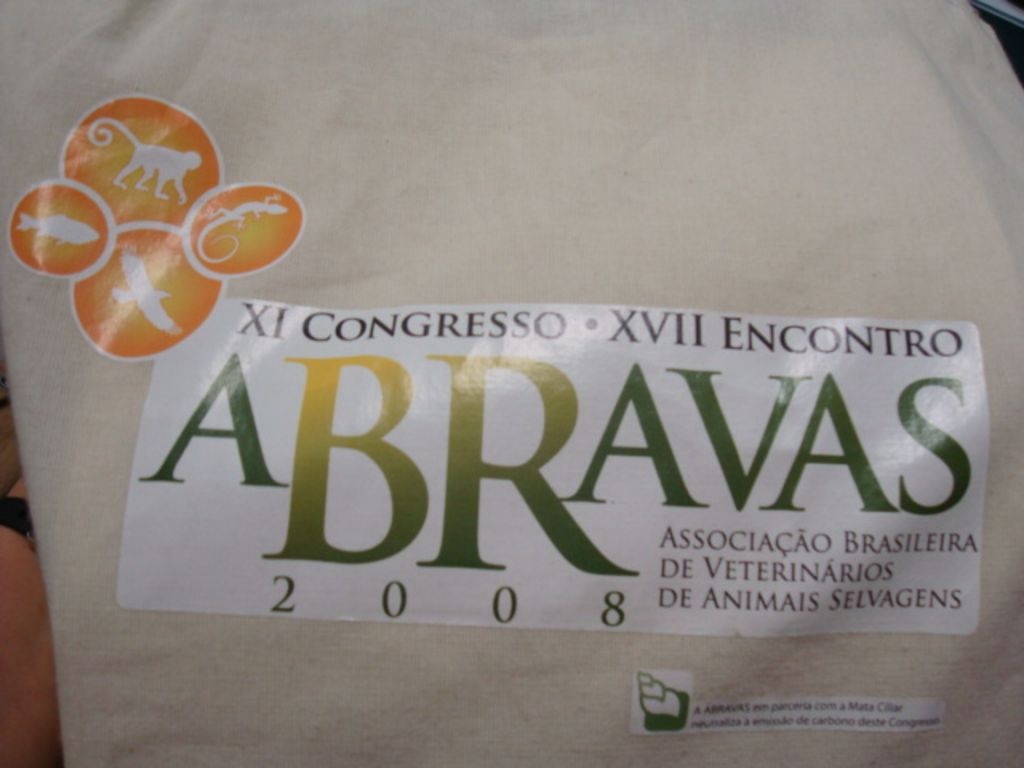 XI CONGRESSO · XVII ENCONTRO
ABRAVAS
2008
ASSOCIAÇÃO BRASILEIRA
DE VETERINÁRIOS
DE ANIMAIS SELVAGENS
A ABRAVAS em parceria com a Mata Ciliar
neutraliza a emissão de carbono deste Congresso